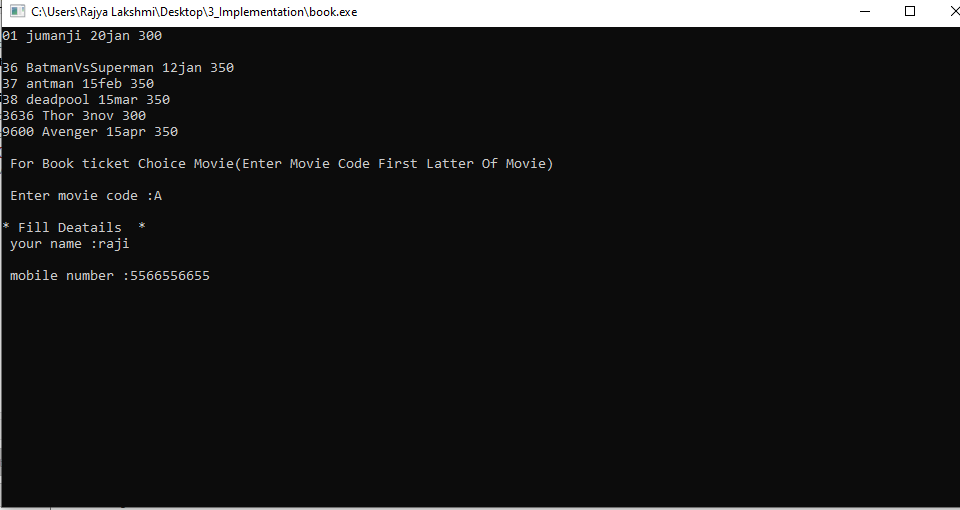 C:\Users\Rajya Lakshmi\Desktop\3_Implementation\book.exe
01 jumanji 20jan 300
36 BatmanVsSuperman 12jan 350
37 antman 15feb 350
38 deadpool 15mar 350
3636 Thor 3nov 300
9600 Avenger 15apr 350
For Book ticket Choice Movie(Enter Movie Code First Latter Of Movie)
Enter movie code :A
* Fill Deatails  *
your name :raji
mobile number :5566556655